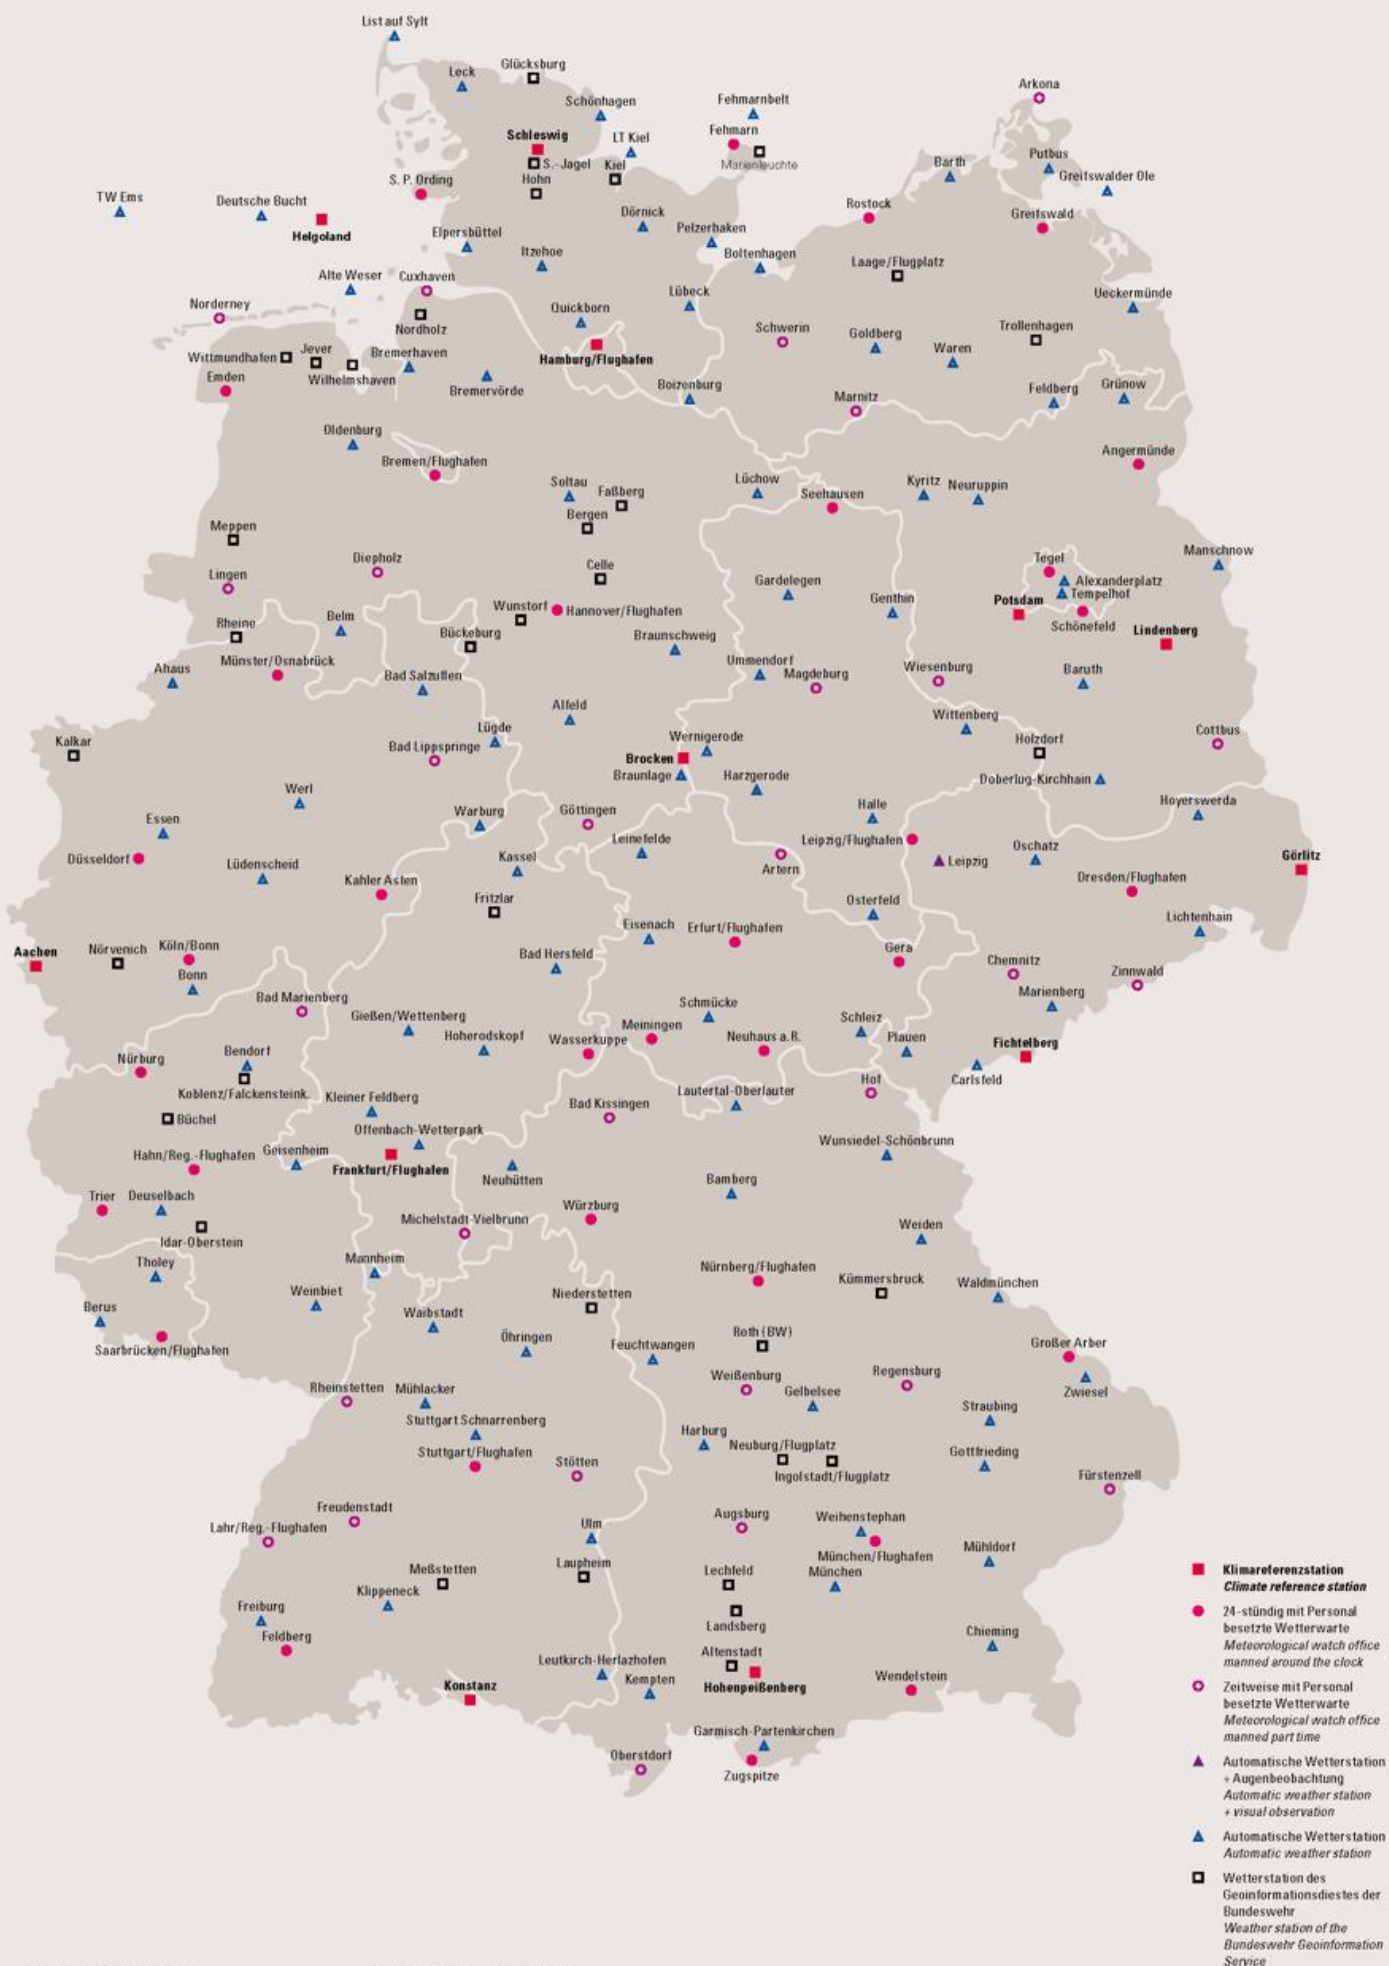 List auf Sylt
Glücksburg
Leck
Arkona
Schönhagen
Fehmarnbelt
Schleswig
LT Kiel
Fehmarn
S.-Jagel
Kiel
Marienleuchte
Barth
Putbus
Hohn
S. P. Ording
Greifswalder Oie
TW Ems
Deutsche Bucht
Rostock
Greifswald
Helgoland
Dörnick
Elpersbüttel
Pelzerhaken
Itzehoe
Boltenhagen
Laage/Flugplatz
Alte Weser
Cuxhaven
Lübeck
Ueckermünde
Norderney
Nordholz
Quickborn
Schwerin
Goldberg
Trollenhagen
Wittmundhafen
Jever
Bremerhaven
Hamburg/Flughafen
Waren
Emden
Wilhelmshaven
Bremervörde
Boizenburg
Marnitz
Feldberg
Grünow
Oldenburg
Bremen/Flughafen
Angermünde
Soltau
Faßberg
Lüchow
Seehausen
Kyritz
Neuruppin
Bergen
Meppen
Diepholz
Celle
Tegel
Manschnow
Lingen
Gardelegen
Genthin
Alexanderplatz
Tempelhof
Potsdam
Wunstorf
Hannover/Flughafen
Schönefeld
Belm
Rheine
Bückeburg
Braunschweig
Lindenberg
Ahaus
Münster/Osnabrück
Bad Salzuflen
Ummendorf
Magdeburg
Wiesenburg
Baruth
Alfeld
Wittenberg
Kalkar
Bad Lippspringe
Lügde
Wernigerode
Holzdorf
Cottbus
Brocken
Braunlage
Harzgerode
Doberlug-Kirchhain
Werl
Halle
Hoyerswerda
Essen
Warburg
Göttingen
Leinefelde
Leipzig/Flughafen
Düsseldorf
Lüdenscheid
Kassel
Artern
Leipzig
Oschatz
Görlitz
Kahler Asten
Dresden/Flughafen
Fritzlar
Osterfeld
Eisenach
Erfurt/Flughafen
Lichtenhain
Aachen
Nörvenich
Köln/Bonn
Bad Hersfeld
Gera
Chemnitz
Zinnwald
Bonn
Bad Marienberg
Marienberg
Gießen/Wettenberg
Schmücke
Meiningen
Neuhaus a.R.
Schleiz
Plauen
Hoherodskopf
Wasserkuppe
Fichtelberg
Nürburg
Bendorf
Koblenz/Falckensteink.
Carlsfeld
Kleiner Feldberg
Bad Kissingen
Lautertal-Oberlauter
Hof
Büchel
Offenbach-Wetterpark
Wunsiedel-Schönbrunn
Hahn/Reg.-Flughafen
Geisenheim
Frankfurt/Flughafen
Neuhütten
Bamberg
Trier
Deuselbach
Würzburg
Idar-Oberstein
Michelstadt-Vielbrunn
Weiden
Tholey
Mannheim
Nürnberg/Flughafen
Kümmersbruck
Waldmünchen
Weinbiet
Niederstetten
Berus
Waibstadt
Saarbrücken/Flughafen
Öhringen
Feuchtwangen
Roth (BW)
Großer Arber
Rheinstetten
Mühlacker
Weißenburg
Regensburg
Zwiesel
Gelbelsee
Stuttgart Schnarrenberg
Straubing
Harburg
Stuttgart/Flughafen
Stötten
Neuburg/Flugplatz
Ingolstadt/Flugplatz
Gottfrieding
Fürstenzell
Freudenstadt
Lahr/Reg.-Flughafen
Ulm
Augsburg
Weihenstephan
München/Flughafen
Mühldorf
Meßstetten
Laupheim
Lechfeld
München
Klippeneck
Freiburg
Landsberg
Feldberg
Chieming
Leutkirch-Herlazhofen
Altenstadt
Kempten
Hohenpeißenberg
Wendelstein
Konstanz
Garmisch-Partenkirchen
Oberstdorf
Zugspitze
Klimareferenzstation
Climate reference station
24-stündig mit Personal
besetzte Wetterwarte
Meteorological watch office
manned around the clock
Zeitweise mit Personal
besetzte Wetterwarte
Meteorological watch office
manned part time
Automatische Wetterstation
+ Augenbeobachtung
Automatic weather station
+ visual observation
Automatische Wetterstation
Automatic weather station
Wetterstation des
Geoinformationsdiestes der
Bundeswehr
Weather station of the
Bundeswehr Geoinformation
Service